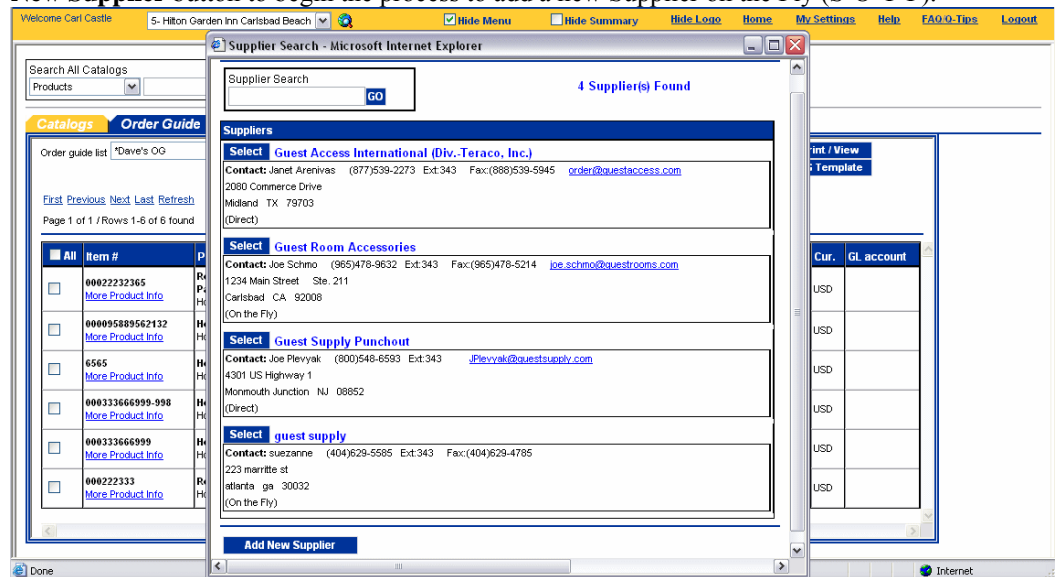 New Supplier button to begin the process to add a new Supplier on the Fly (S-O-T-F).
Welcome Carl Castle
5- Hilton Garden Inn Carlsbad Beach
Hide Menu
Hide Summary
Hide Logo
Home
My Settings
Help
FAQ/Q-Tips
Logout
Supplier Search - Microsoft Internet Explorer
Search All Catalogs
Products
Catalogs
Order Guide
Order guide list *Dave's OG
First Previous Next Last Refresh
Page 1 of 1 / Rows 1-6 of 6 found
Supplier Search
GO
4 Supplier(s) Found
Suppliers
Select Guest Access International (Div.-Teraco, Inc.)
Contact: Janet Arenivas (877)539-2273 Ext:343 Fax:(888)539-5945 order@guestaccess.com
2080 Commerce Drive
Midland TX 79703
(Direct)
Select Guest Room Accessories
Contact: Joe Schmo (965)478-9632 Ext:343 Fax:(965)478-5214 joe.schmo@guestrooms.com
1234 Main Street Ste. 211
Carlsbad CA 92008
(On the Fly)
Select Guest Supply Punchout
Contact: Joe Plevyak (800)548-6593 Ext:343 JPlevyak@guestsupply.com
4301 US Highway 1
Monmouth Junction NJ 08852
(Direct)
Select guest supply
Contact: suezanne (404)629-5585 Ext:343 Fax:(404)629-4785
223 marritte st
atlanta ga 30032
(On the Fly)
Add New Supplier
int / View
Template
All
Item #
P
Cur.
GL account
00022232365
More Product Info
USD
000095889562132
More Product Info
USD
6565
More Product Info
USD
000333666999-998
More Product Info
USD
000333666999
More Product Info
USD
000222333
More Product Info
USD
Done
Internet